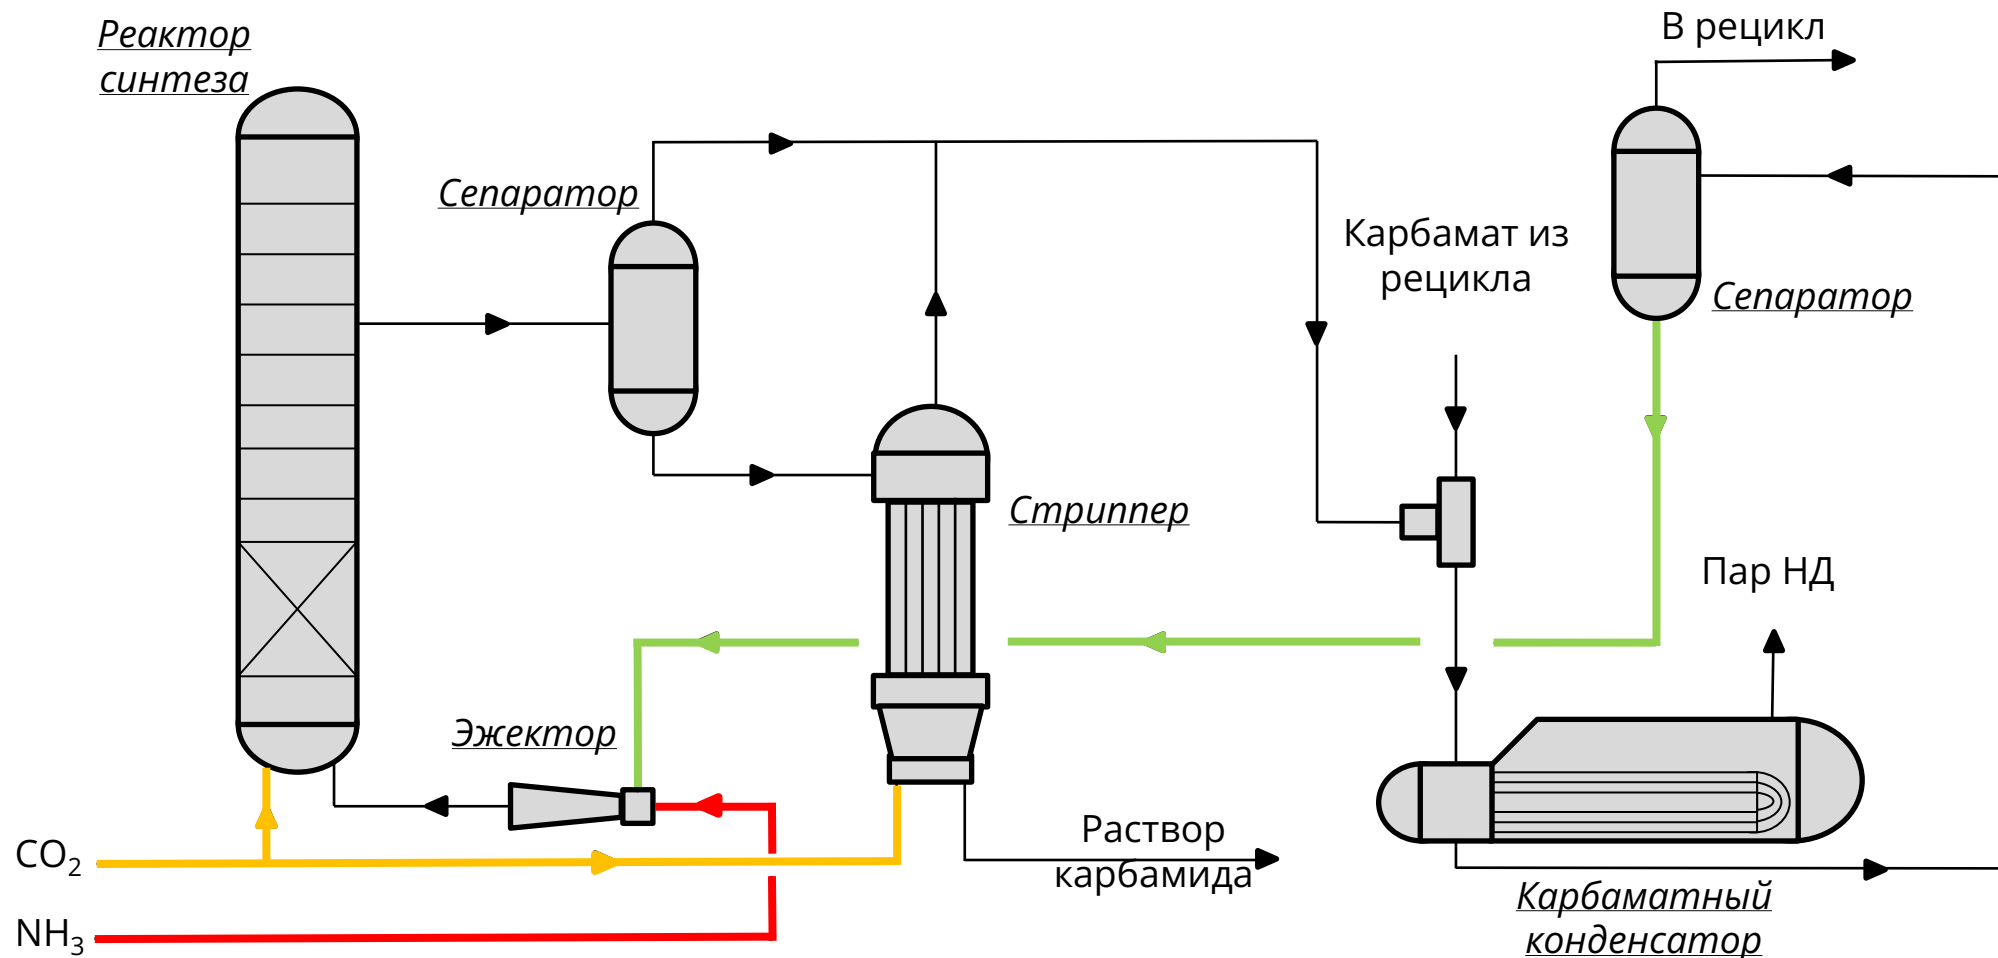 Реактор
синтеза
В рецикл
Сепаратор
Карбамат из
рецикла
Сепаратор
Стриппер
Пар НД
Эжектор
Раствор
карбамида
CO₂
NH₃
Карбаматный
конденсатор